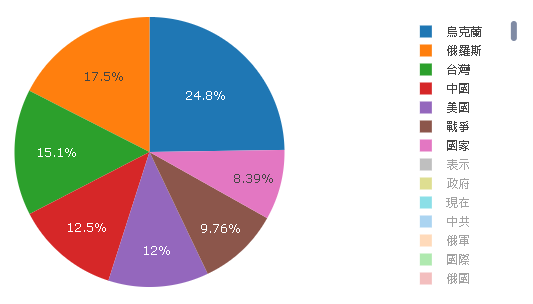 烏克蘭
俄羅斯
台灣
中國
美國
戰爭
國家
表示
政府
現在
中共
俄軍
國際
俄國
24.8%
17.5%
15.1%
12.5%
12%
9.76%
8.39%